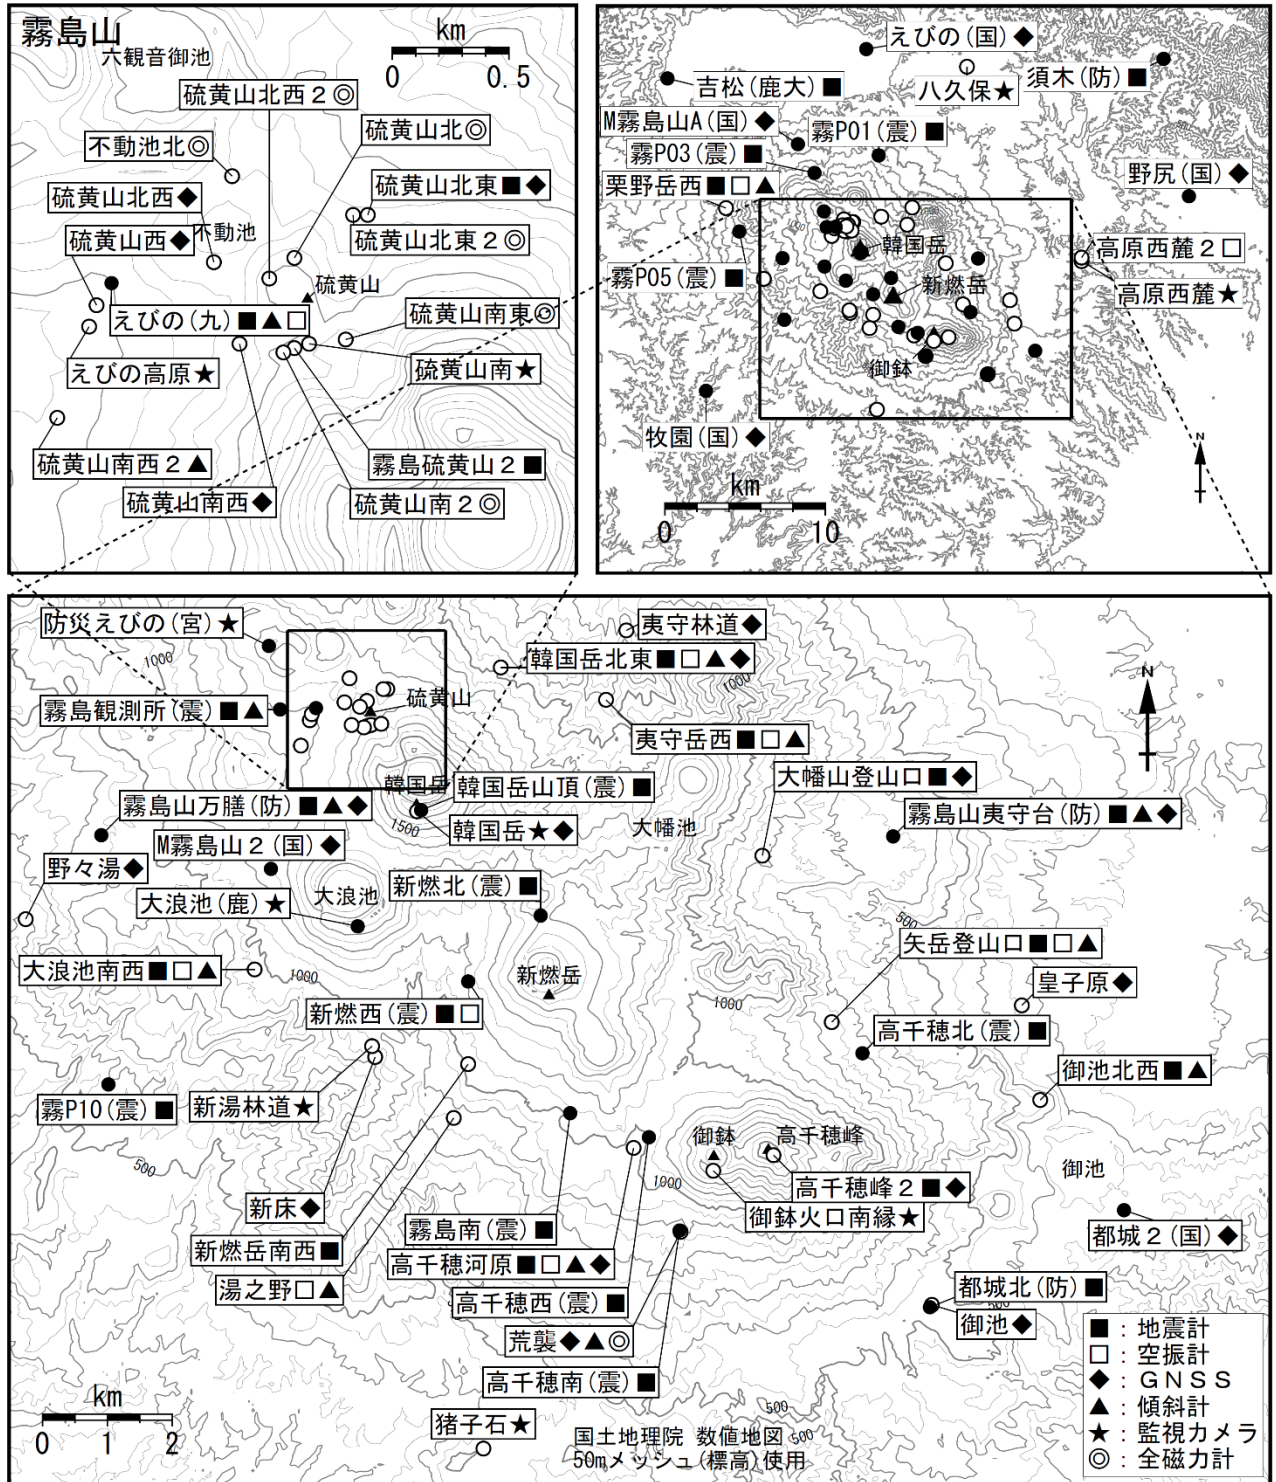 霧島山
六観音御池
km
0 0.5
硫黄山北西2◎
硫黄山北◎
不動池北◎
硫黄山北西◆
硫黄山北東■◆
不動池
硫黄山西◆
硫黄山北東2◎
硫黄山
えびの(九)■▲□
硫黄山南東◎
えびの高原★
硫黄山南★
硫黄山南西2▲
霧島硫黄山2■
硫黄山南西◆
硫黄山南2◎
えびの(国)◆
吉松(鹿大)■
八久保★
須木(防)■
M霧島山A(国)◆
霧P01(震)■
霧P03(震)■
栗野岳西■□▲
野尻(国)◆
韓国岳
高原西麓2□
霧P05(震)■
新燃岳
高原西麓★
御鉢
牧園(国)◆
km
0 10
N
防災えびの(宮)★
1000
夷守林道◆
韓国岳北東■□▲◆
1000
硫黄山
霧島観測所(震)■▲
夷守岳西■□▲
N
韓国岳
韓国岳山頂(震)■
大幡山登山口■◆
霧島山万膳(防)■▲◆
1500
韓国岳★◆
大幡池
霧島山夷守台(防)■▲◆
M霧島山2(国)◆
野々湯◆
大浪池
新燃北(震)■
大浪池(鹿)★
500
矢岳登山口■□▲
大浪池南西■□▲
1000
新燃岳
皇子原◆
新燃西(震)■□
1000
高千穂北(震)■
御池北西■▲
霧P10(震)■
新湯林道★
御鉢
高千穂峰
500
御池
1000
高千穂峰2■◆
新床◆
霧島南(震)■
御鉢火口南縁★
新燃岳南西■
高千穂河原■□▲◆
都城2(国)◆
湯之野□▲
高千穂西(震)■
都城北(防)■
500
荒襲◆▲◎
御池◆
高千穂南(震)■
km
0 1 2
猪子石★
500
国土地理院 数値地図
500
50mメッシュ(標高)使用
■：地震計
□：空振計
◆：GNSS
▲：傾斜計
★：監視カメラ
◎：全磁力計